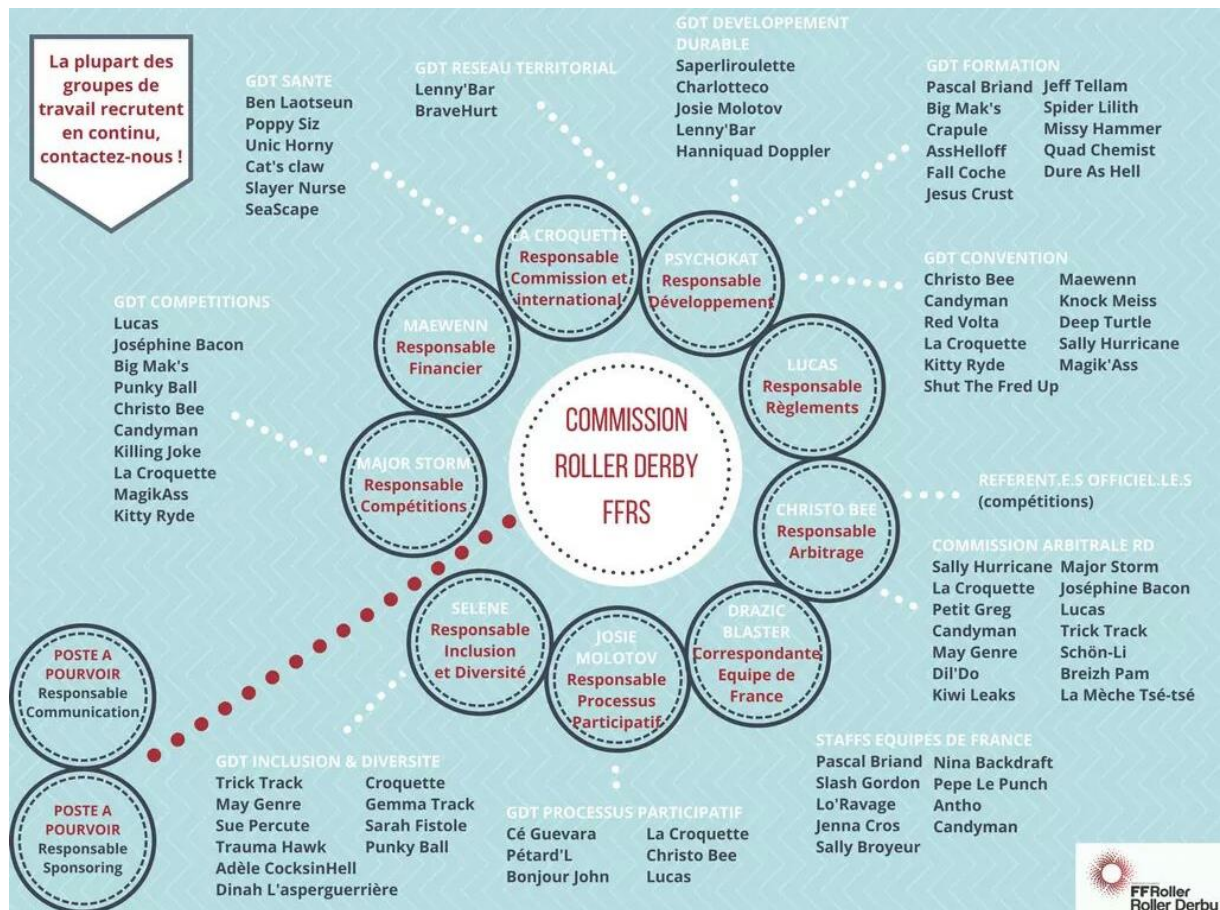 La plupart des
groupes de
travail recrutent
en continu,
contactez-nous !
GDT SANTE
Ben Laotseun
Poppy Siz
Unic Horny
Cat's claw
Slayer Nurse
SeaScape
GDT RESEAU TERRITORIAL
Lenny'Bar
BraveHurt
GDT DEVELOPPEMENT
DURABLE
Saperliroulette
Charlotteco
Josie Molotov
Lenny'Bar
Hanniquad Doppler
GDT FORMATION
Pascal Briand Jeff Tellam
Big Mak's Spider Lilith
Crapule Missy Hammer
AssHelloff Quad Chemist
Fall Coche Dure As Hell
Jesus Crust
GDT CONVENTION
Christo Bee Maewenn
Candyman Knock Meiss
Red Volta Deep Turtle
La Croquette Sally Hurricane
Kitty Ryde Magik'Ass
Shut The Fred Up
GDT COMPETITIONS
Lucas
Joséphine Bacon
Big Mak's
Punky Ball
Christo Bee
Candyman
Killing Joke
La Croquette
MagikAss
Kitty Ryde
LA CROQUETTE
Responsable
Commission et
international
PSYCHOKAT
Responsable
Développement
MAEWENN
Responsable
Financier
LUCAS
Responsable
Règlements
MAJOR STORM
Responsable
Compétitions
COMMISSION
ROLLER DERBY
FFRS
CHRISTO BEE
Responsable
Arbitrage
SELENE
Responsable
Inclusion
et Diversité
JOSIE
MOLOTOV
Responsable
Processus
Participatif
DRAZIC
BLASTER
Correspondante
Equipe de
France
REFERENT.E.S OFFICIEL.LE.S
(compétitions)
COMMISSION ARBITRALE RD
Sally Hurricane Major Storm
La Croquette Joséphine Bacon
Petit Greg Lucas
Candyman Trick Track
May Genre Schön-Li
Dil'Do Breizh Pam
Kiwi Leaks La Mèche Tsé-tsé
POSTE A
POURVOIR
Responsable
Communication
POSTE A
POURVOIR
Responsable
Sponsoring
GDT INCLUSION & DIVERSITE
Trick Track Croquette
May Genre Gemma Track
Sue Percute Sarah Fistole
Trauma Hawk Punky Ball
Adèle CocksinHell
Dinah L'asperguerrière
GDT PROCESSUS PARTICIPATIF
Cé Guevara La Croquette
Pétard'L Christo Bee
Bonjour John Lucas
STAFFS EQUIPES DE FRANCE
Pascal Briand Nina Backdraft
Slash Gordon Pepe Le Punch
Lo'Ravage Antho
Jenna Cros Candyman
Sally Broyeur
FFRoller
Roller Derby